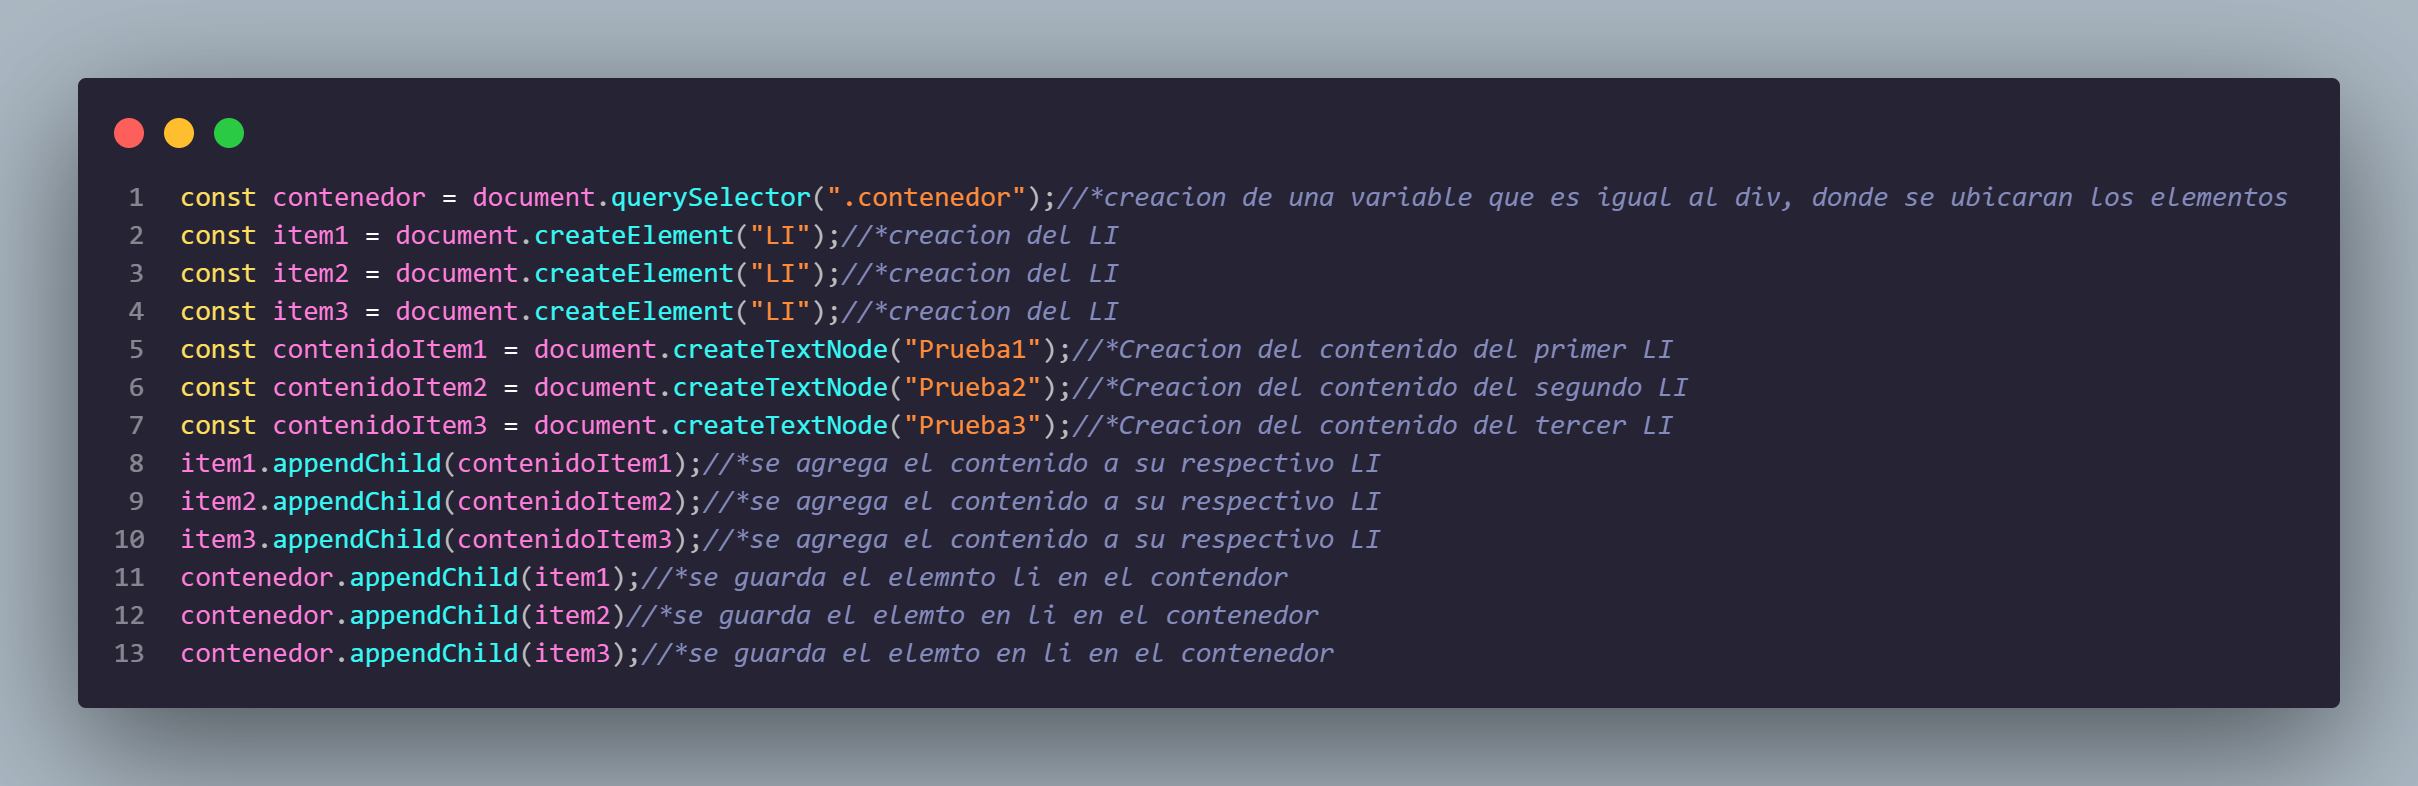 1 const contenedor = document.querySelector(".contenedor");//*creacion de una variable que es igual al div, donde se ubicaran los elementos
2 const item1 = document.createElement("LI");//*creacion del LI
3 const item2 = document.createElement("LI");//*creacion del LI
4 const item3 = document.createElement("LI");//*creacion del LI
5 const contenidoItem1 = document.createTextNode("Prueba1");//*Creacion del contenido del primer LI
6 const contenidoItem2 = document.createTextNode("Prueba2");//*Creacion del contenido del segundo LI
7 const contenidoItem3 = document.createTextNode("Prueba3");//*Creacion del contenido del tercer LI
8 item1.appendChild(contenidoItem1);//*se agrega el contenido a su respectivo LI
9 item2.appendChild(contenidoItem2);//*se agrega el contenido a su respectivo LI
10 item3.appendChild(contenidoItem3);//*se agrega el contenido a su respectivo LI
11 contenedor.appendChild(item1);//*se guarda el elemnto li en el contendor
12 contenedor.appendChild(item2)//*se guarda el elemto en li en el contenedor
13 contenedor.appendChild(item3);//*se guarda el elemto en li en el contenedor